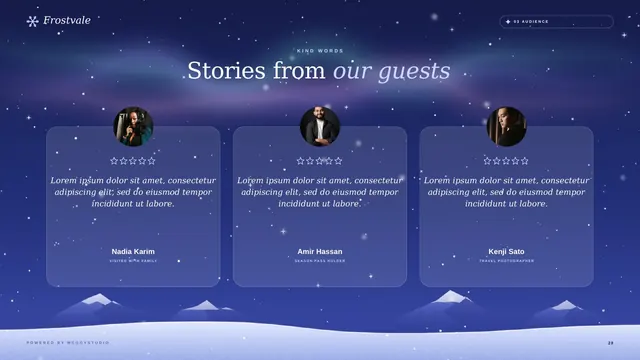 Frostvale
03 AUDIENCE
KIND WORDS
Stories from our guests
Lorem ipsum dolor sit amet, consectetur
adipiscing elit, sed do eiusmod tempor
incididunt ut labore.
Nadia Karim
VISITED WITH FAMILY
Lorem ipsum dolor sit amet, consectetur
adipiscing elit, sed do eiusmod tempor
incididunt ut labore.
Amir Hassan
SEASON PASS HOLDER
Lorem ipsum dolor sit amet, consectetur
adipiscing elit, sed do eiusmod tempor
incididunt ut labore.
Kenji Sato
TRAVEL PHOTOGRAPHER
POWERED BY